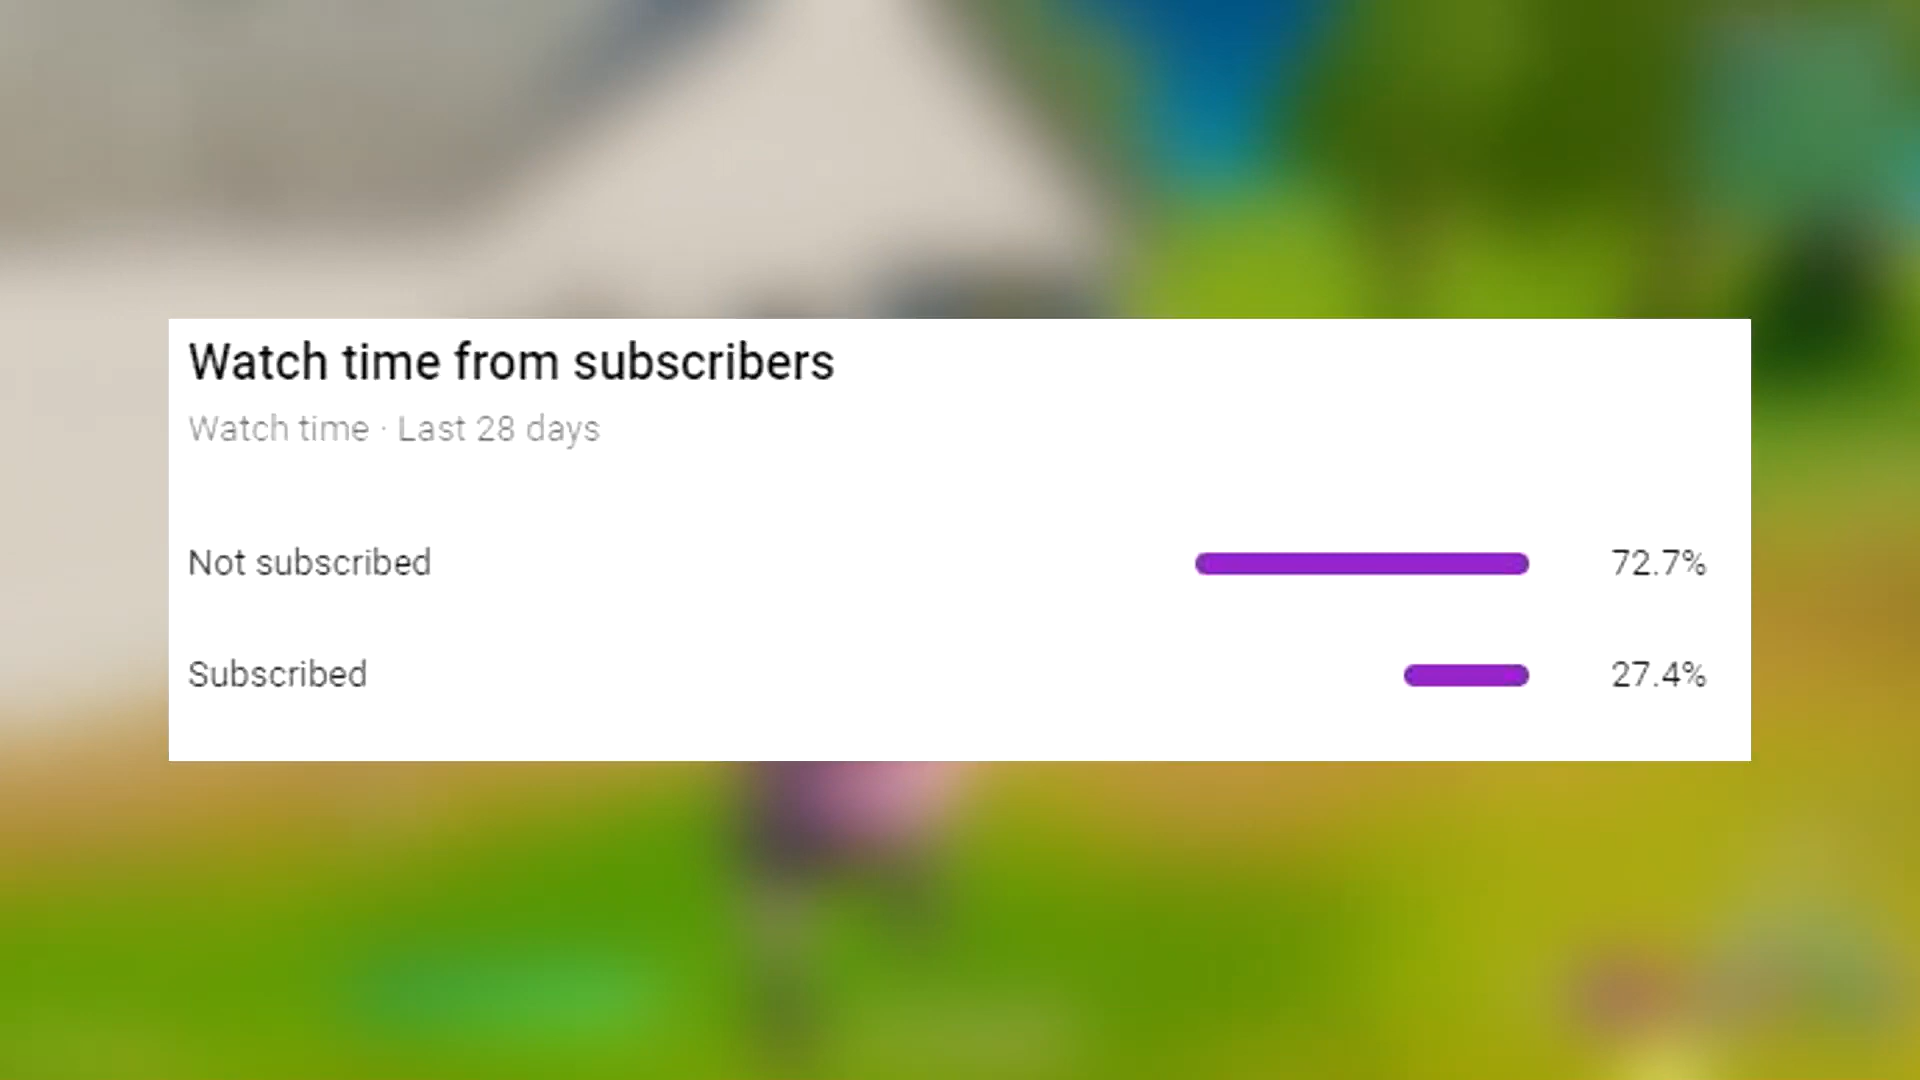 Watch time from subscribers
Watch time · Last 28 days
Not subscribed 72.7%
Subscribed 27.4%